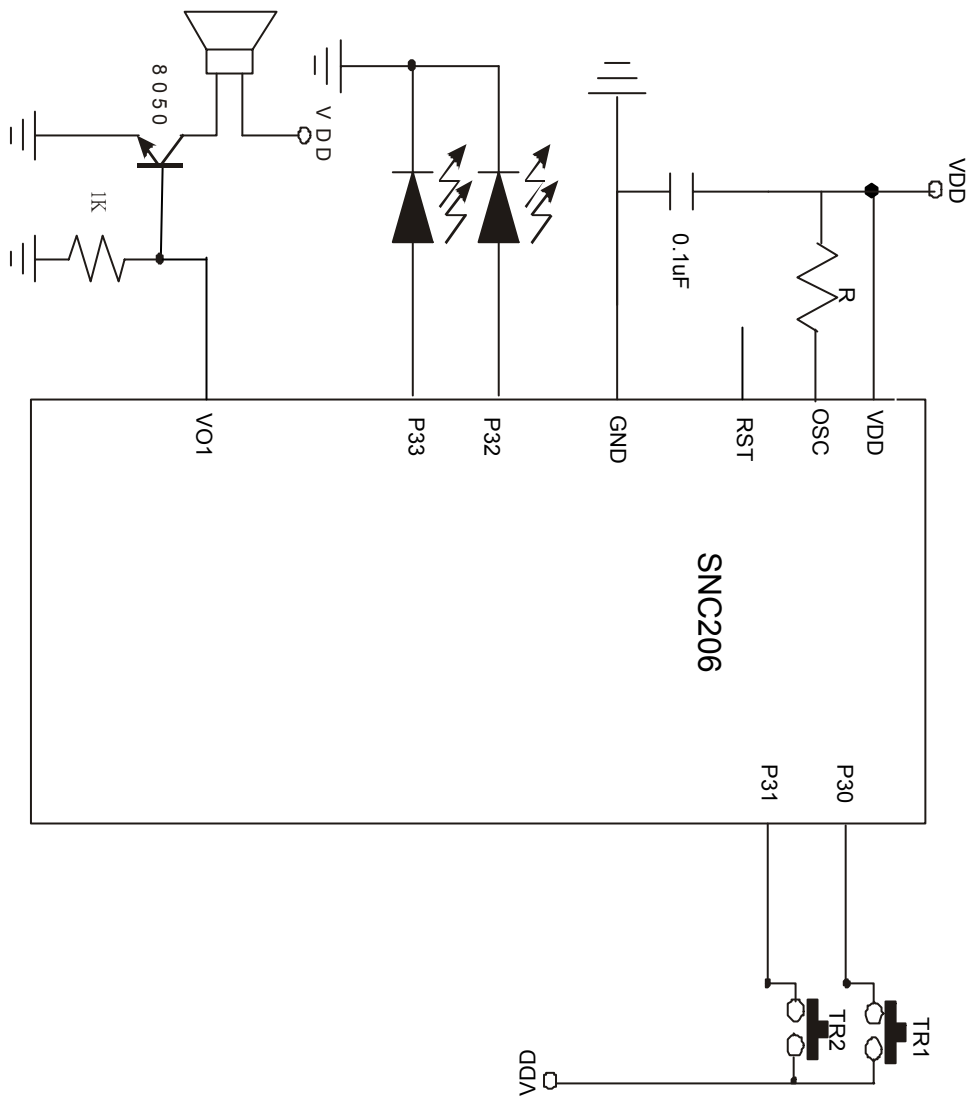 VDD
R
0.1uF
VDD
8050
1K
VDD
OSC
RST
GND
P32
P33
VO1
SNC206
P30
P31
TR1
TR2
VDD